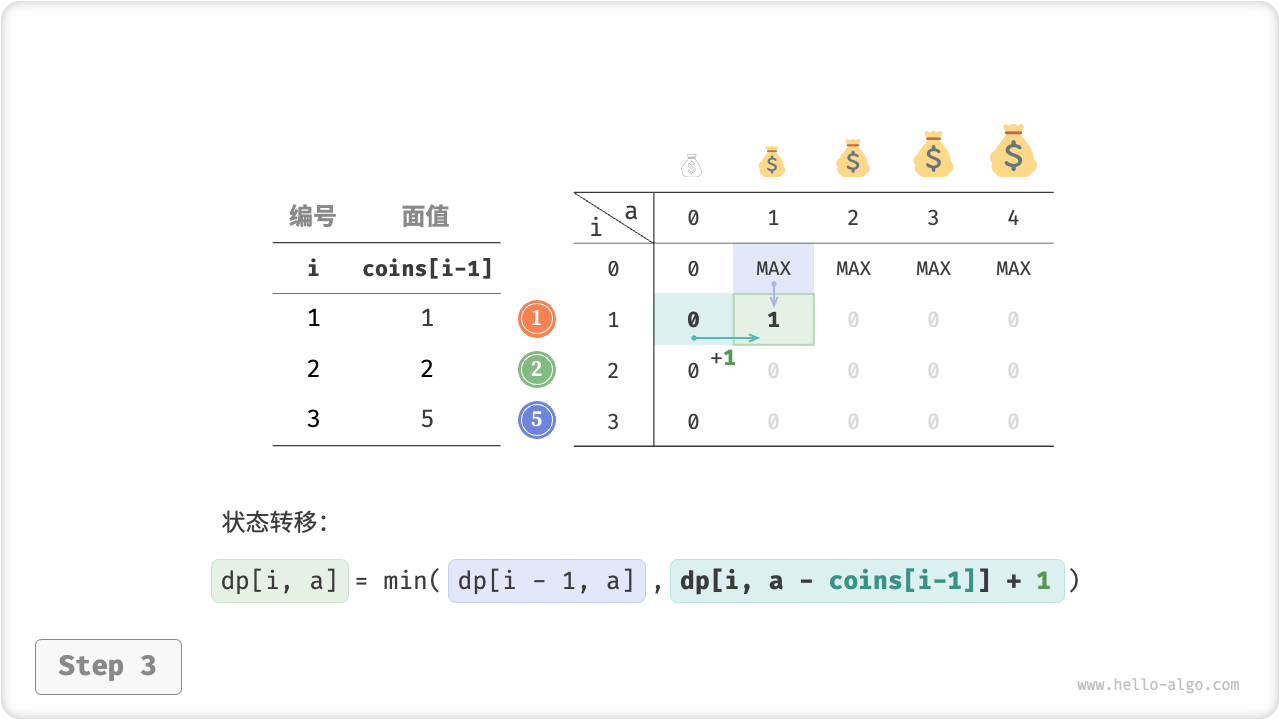 编号 面值
i coins[i-1]
1 1 1
2 2 2
3 5 5
$ $ $ $ $
a
i
0 1 2 3 4
0 0 MAX MAX MAX MAX
1 0 1 0 0 0
+1
2 0 0 0 0 0
3 0 0 0 0 0
状态转移：
dp[i, a] = min( dp[i - 1, a] , dp[i, a - coins[i-1]] + 1 )
Step 3
www.hello-algo.com